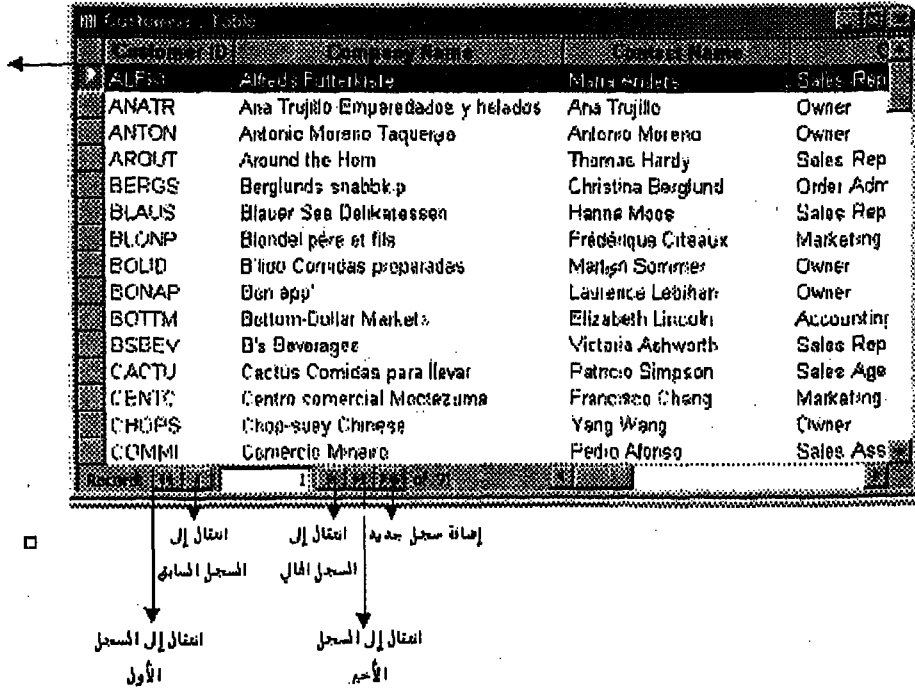 Customers : Table
Customer ID Company Name Contact Name
ALFKI Alfreds Futterkiste Maria Anders Sales Rep
ANATR Ana Trujillo Emparedados y helados Ana Trujillo Owner
ANTON Antonio Moreno Taquería Antonio Moreno Owner
AROUT Around the Horn Thomas Hardy Sales Rep
BERGS Berglunds snabbköp Christina Berglund Order Adm
BLAUS Blauer See Delikatessen Hanna Moos Sales Rep
BLONP Blondel père et fils Frédérique Citeaux Marketing
BOLID Bólido Comidas preparadas Martín Sommer Owner
BONAP Bon app' Laurence Lebihan Owner
BOTTM Bottom-Dollar Markets Elizabeth Lincoln Accounting
BSBEV B's Beverages Victoria Ashworth Sales Rep
CACTU Cactus Comidas para llevar Patricio Simpson Sales Age
CENTC Centro comercial Moctezuma Francisco Chang Marketing
CHOPS Chop-suey Chinese Yang Wang Owner
COMMI Comércio Mineiro Pedro Afonso Sales Ass
Record: 1 of
إضافة سجل جديد
انتقال إلى
السجل التالي
انتقال إلى
السجل السابق
انتقال إلى السجل
الأخير
انتقال إلى السجل
الأول